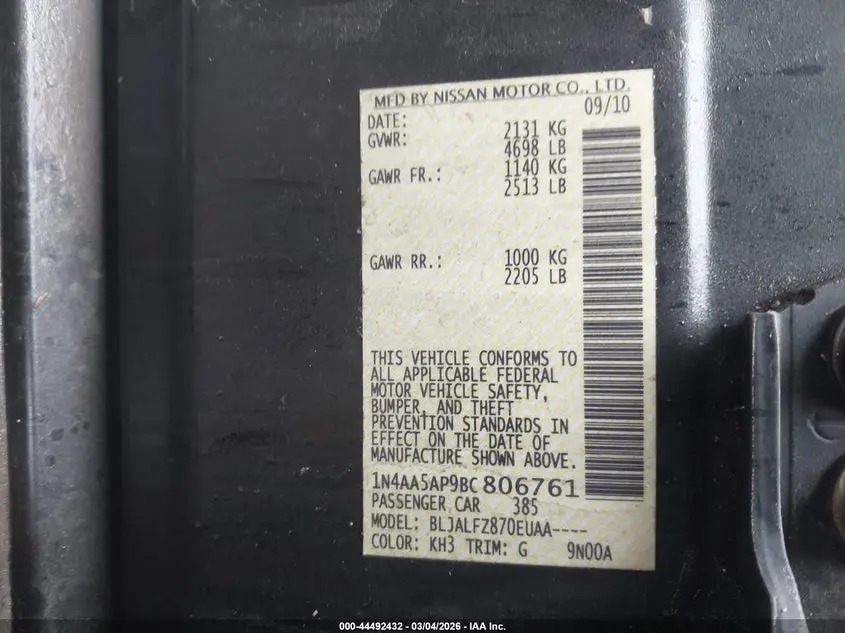 MFD BY NISSAN MOTOR CO., LTD.
DATE: 09/10
GVWR: 2131 KG
4698 LB
GAWR FR.: 1140 KG
2513 LB
GAWR RR.: 1000 KG
2205 LB
THIS VEHICLE CONFORMS TO
ALL APPLICABLE FEDERAL
MOTOR VEHICLE SAFETY,
BUMPER, AND THEFT
PREVENTION STANDARDS IN
EFFECT ON THE DATE OF
MANUFACTURE SHOWN ABOVE.
1N4AA5AP9BC806761
PASSENGER CAR 385
MODEL: BLJALFZ870EUAA----
COLOR: KH3 TRIM: G 9N00A
000-44492432 - 03/04/2026 - IAA Inc.